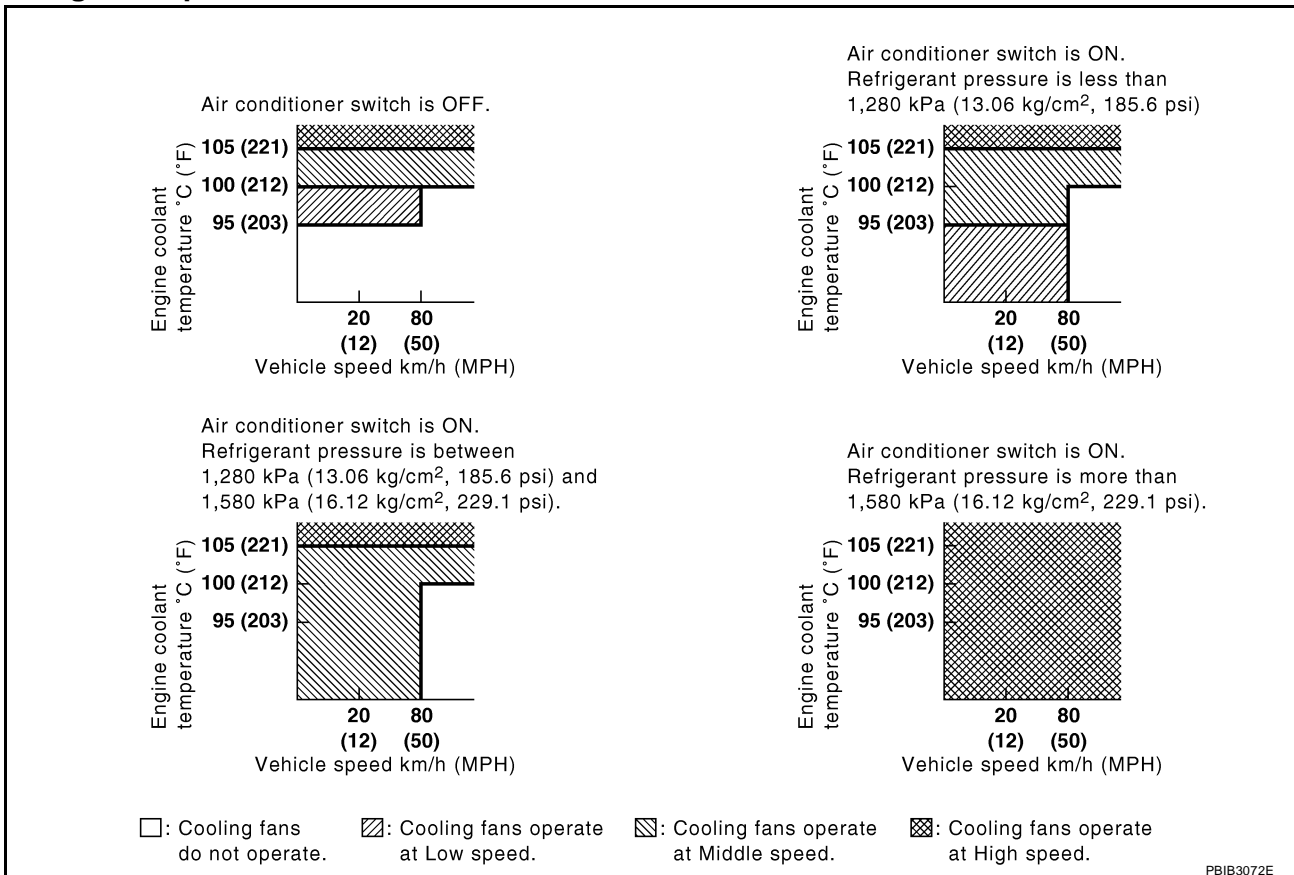 Air conditioner switch is OFF.
105 (221)
100 (212)
95 (203)
Engine coolant
temperature °C (°F)
20 80
(12) (50)
Vehicle speed km/h (MPH)
Air conditioner switch is ON.
Refrigerant pressure is less than
1,280 kPa (13.06 kg/cm², 185.6 psi)
105 (221)
100 (212)
95 (203)
Engine coolant
temperature °C (°F)
20 80
(12) (50)
Vehicle speed km/h (MPH)
Air conditioner switch is ON.
Refrigerant pressure is between
1,280 kPa (13.06 kg/cm², 185.6 psi) and
1,580 kPa (16.12 kg/cm², 229.1 psi).
105 (221)
100 (212)
95 (203)
Engine coolant
temperature °C (°F)
20 80
(12) (50)
Vehicle speed km/h (MPH)
Air conditioner switch is ON.
Refrigerant pressure is more than
1,580 kPa (16.12 kg/cm², 229.1 psi).
105 (221)
100 (212)
95 (203)
Engine coolant
temperature °C (°F)
20 80
(12) (50)
Vehicle speed km/h (MPH)
: Cooling fans
do not operate.
: Cooling fans operate
at Low speed.
: Cooling fans operate
at Middle speed.
: Cooling fans operate
at High speed.
PBIB3072E